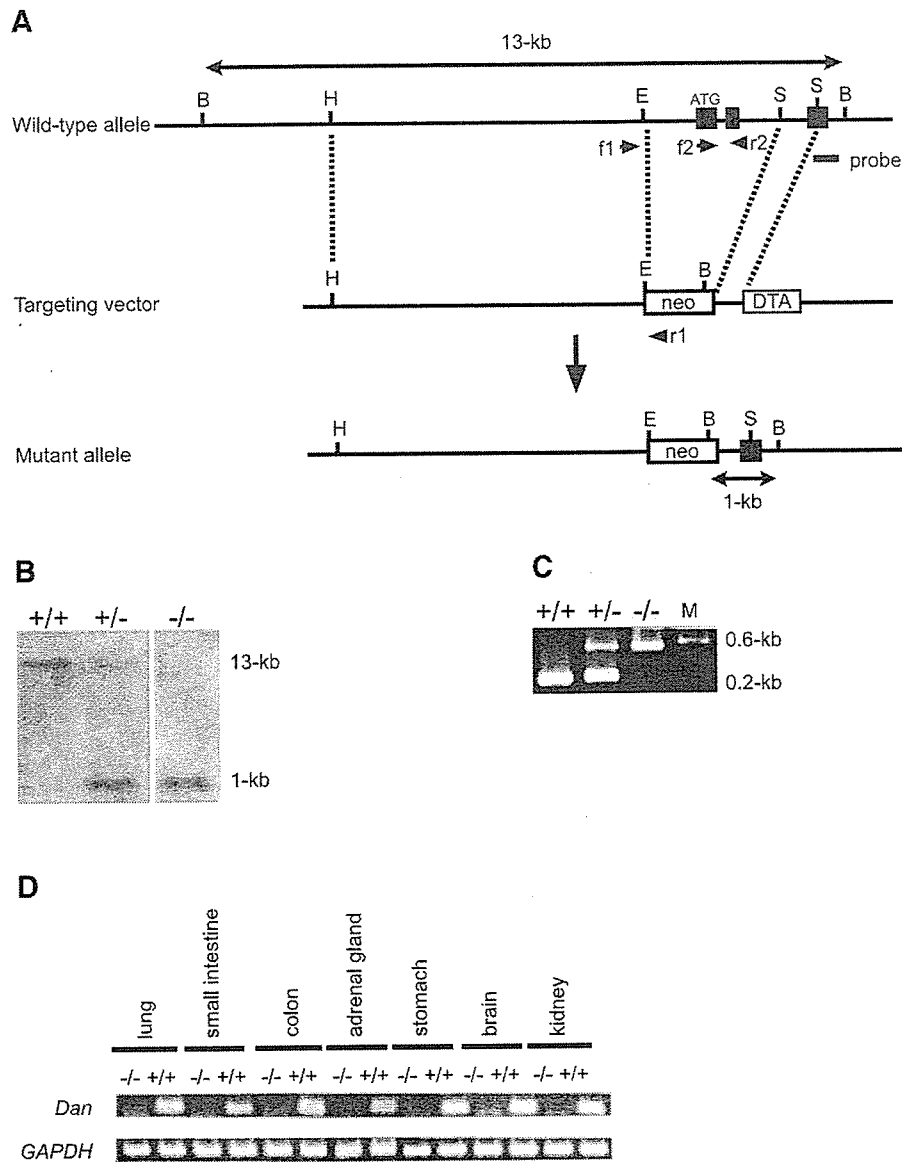 A
13-kb
B H E ATG S S B
Wild-type allele
f1 f2 r2
probe
H E B
Targeting vector neo DTA
r1
H E B S B
Mutant allele neo
1-kb
B
+/+ +/- -/-
13-kb
1-kb
C
+/+ +/- -/- M
0.6-kb
0.2-kb
D
lung small intestine colon adrenal gland stomach brain kidney
-/- +/+ -/- +/+ -/- +/+ -/- +/+ -/- +/+ -/- +/+ -/- +/+
Dan
GAPDH